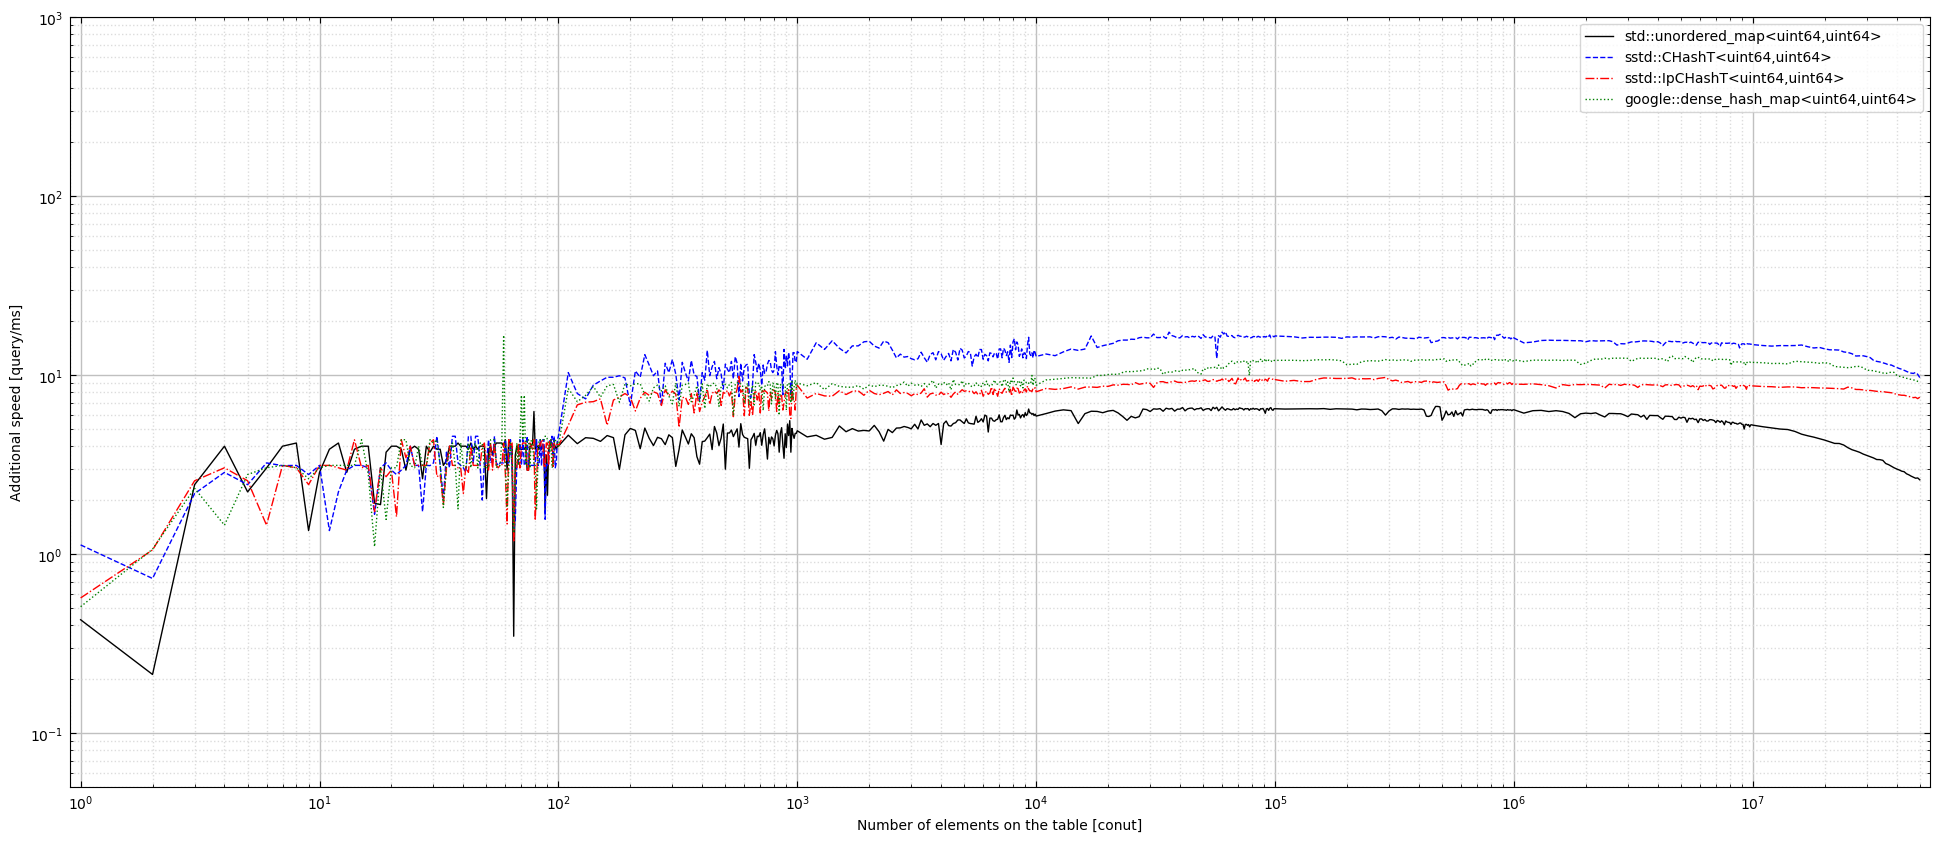 10³
10²
10¹
10⁰
10⁻¹
Additional speed [query/ms]
std::unordered_map<uint64,uint64>
sstd::CHashT<uint64,uint64>
sstd::IpCHashT<uint64,uint64>
google::dense_hash_map<uint64,uint64>
10⁰ 10¹ 10² 10³ 10⁴ 10⁵ 10⁶ 10⁷
Number of elements on the table [conut]